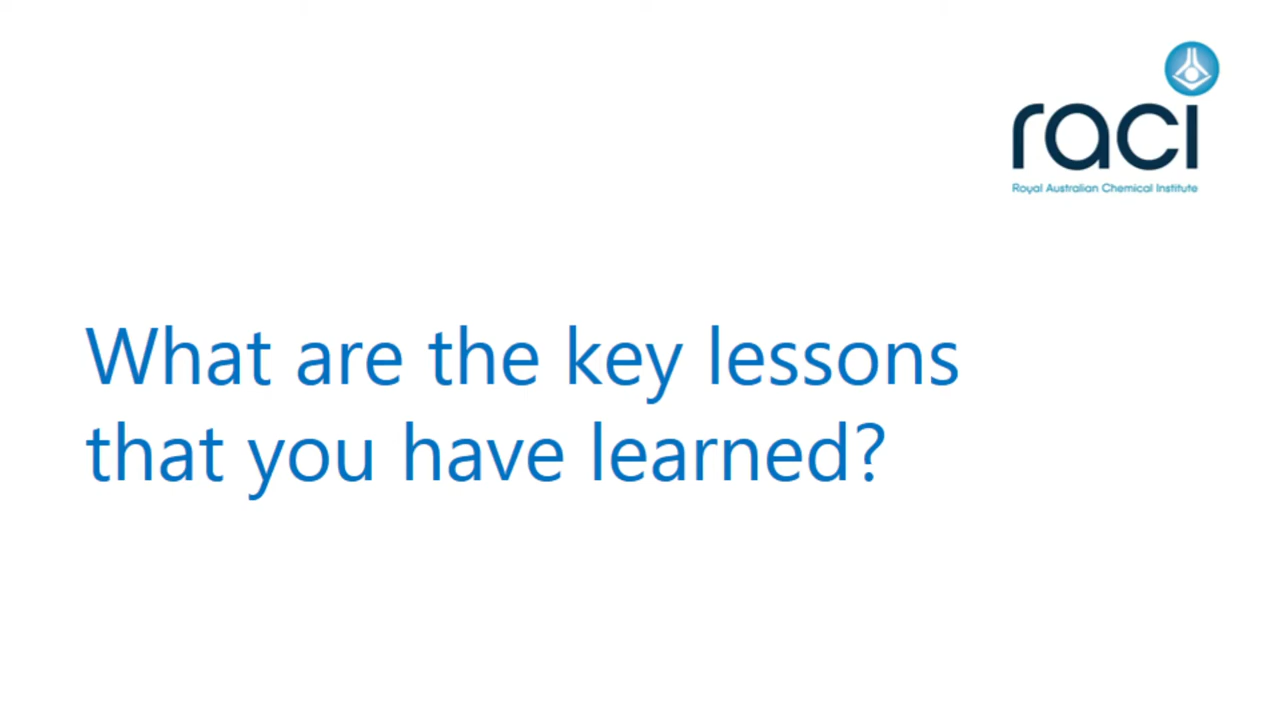 raci
Royal Australian Chemical Institute
What are the key lessons
that you have learned?